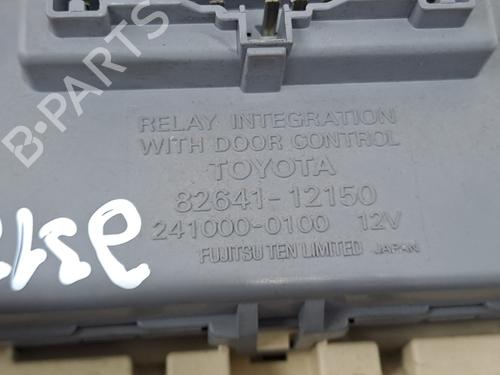 B-PARTS
RELAY INTEGRATION
WITH DOOR CONTROL
TOYOTA
82641-12150
241000-0100 12V
FUJITSU TEN LIMITED JAPAN